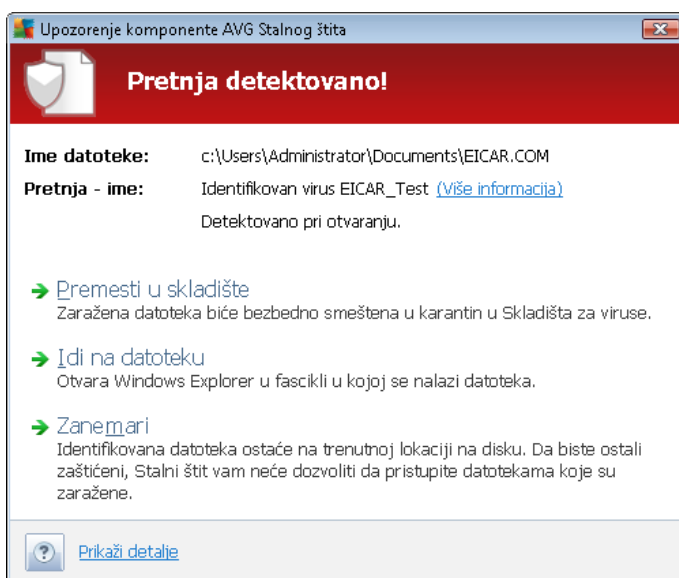 Upozorenje komponente AVG Stalnog štita
Pretnja detektovano!
Ime datoteke: c:\Users\Administrator\Documents\EICAR.COM
Pretnja - ime: Identifikovan virus EICAR_Test (Više informacija)
Detektovano pri otvaranju.
Premesti u skladište
Zaražena datoteka biće bezbedno smeštena u karantin u Skladišta za viruse.
Idi na datoteku
Otvara Windows Explorer u fascikli u kojoj se nalazi datoteka.
Zanemari
Identifikovana datoteka ostaće na trenutnoj lokaciji na disku. Da biste ostali
zaštićeni, Stalni štit vam neće dozvoliti da pristupite datotekama koje su
zaražene.
? Prikaži detalje